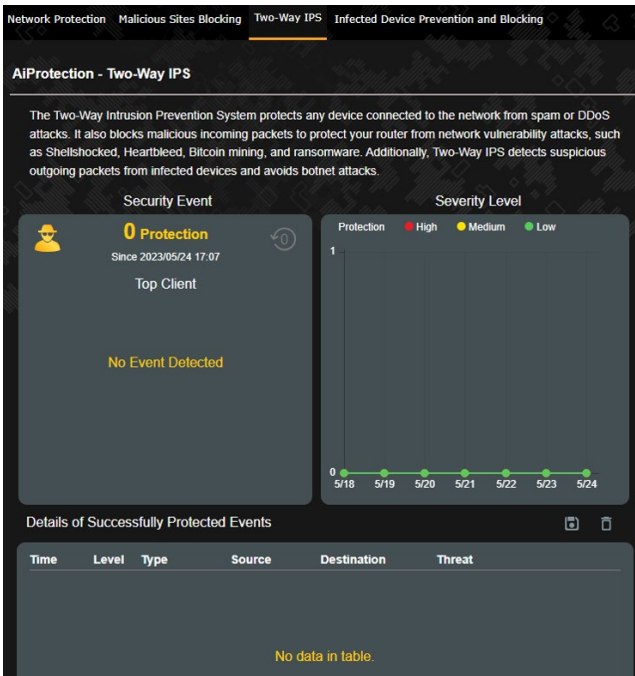 Network Protection Malicious Sites Blocking Two-Way IPS Infected Device Prevention and Blocking
AiProtection - Two-Way IPS
The Two-Way Intrusion Prevention System protects any device connected to the network from spam or DDoS
attacks. It also blocks malicious incoming packets to protect your router from network vulnerability attacks, such
as Shellshocked, Heartbleed, Bitcoin mining, and ransomware. Additionally, Two-Way IPS detects suspicious
outgoing packets from infected devices and avoids botnet attacks.
Security Event
0 Protection
0
Since 2023/05/24 17:07
Top Client
No Event Detected
Severity Level
Protection High Medium Low
1
0
5/18 5/19 5/20 5/21 5/22 5/23 5/24
Details of Successfully Protected Events
Time Level Type Source Destination Threat
No data in table.